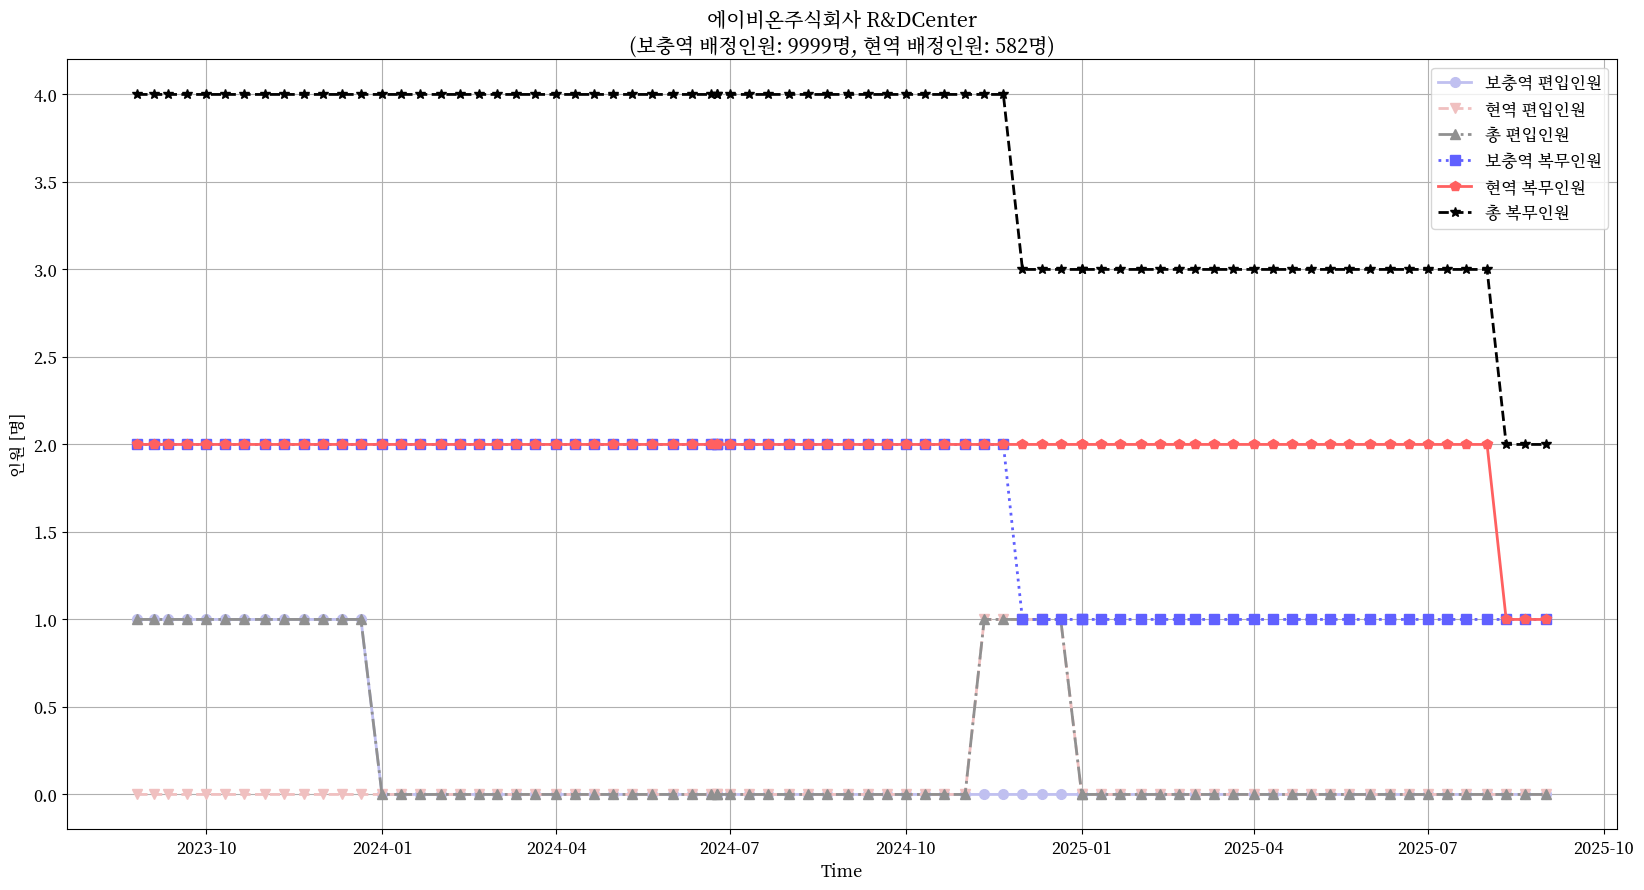 에이비온주식회사 R&DCenter
(보충역 배정인원: 9999명, 현역 배정인원: 582명)
보충역 편입인원
현역 편입인원
총 편입인원
보충역 복무인원
현역 복무인원
총 복무인원
인원 [명]
4.0
3.5
3.0
2.5
2.0
1.5
1.0
0.5
0.0
2023-10
2024-01
2024-04
2024-07
2024-10
2025-01
2025-04
2025-07
2025-10
Time